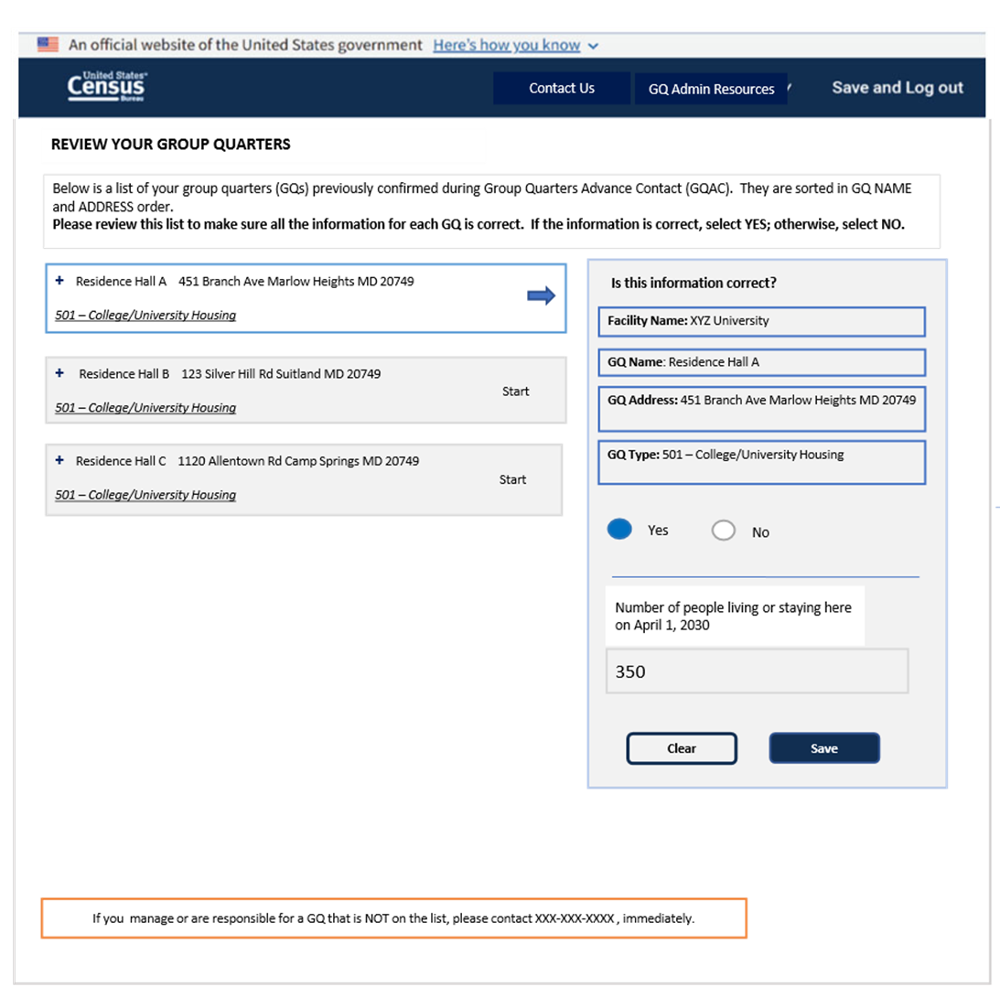 An official website of the United States government Here's how you know
United States®
Census
Bureau
Contact Us
GQ Admin Resources
Save and Log out
REVIEW YOUR GROUP QUARTERS
Below is a list of your group quarters (GQs) previously confirmed during Group Quarters Advance Contact (GQAC). They are sorted in GQ NAME
and ADDRESS order.
Please review this list to make sure all the information for each GQ is correct. If the information is correct, select YES; otherwise, select NO.
+ Residence Hall A 451 Branch Ave Marlow Heights MD 20749
501 – College/University Housing
+ Residence Hall B 123 Silver Hill Rd Suitland MD 20749
Start
501 – College/University Housing
+ Residence Hall C 1120 Allentown Rd Camp Springs MD 20749
Start
501 – College/University Housing
Is this information correct?
Facility Name: XYZ University
GQ Name: Residence Hall A
GQ Address: 451 Branch Ave Marlow Heights MD 20749
GQ Type: 501 – College/University Housing
Yes
No
Number of people living or staying here
on April 1, 2030
350
Clear
Save
If you manage or are responsible for a GQ that is NOT on the list, please contact XXX-XXX-XXXX , immediately.